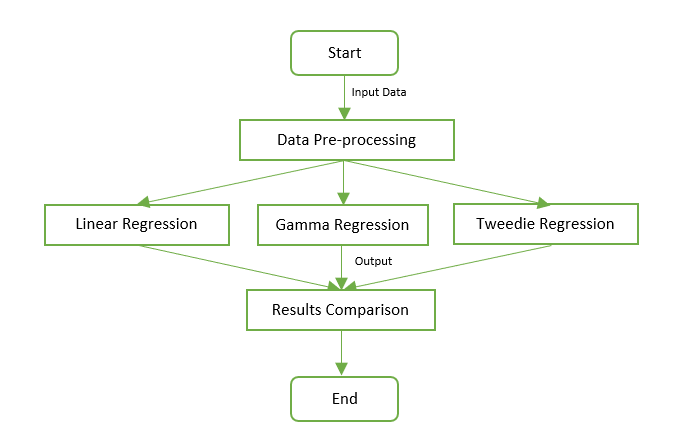 Start
Input Data
Data Pre-processing
Linear Regression
Gamma Regression
Tweedie Regression
Output
Results Comparison
End